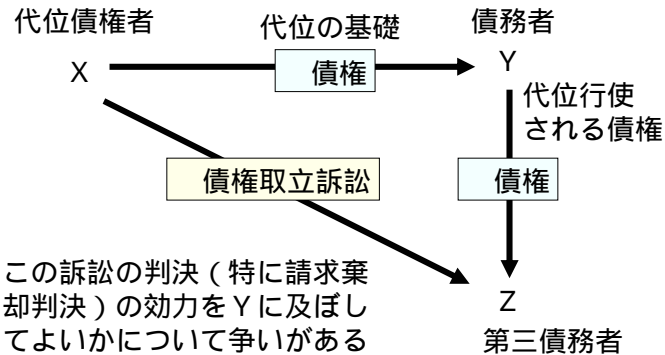 代位債権者
代位の基礎
債務者
X
債権
Y
代位行使
される債権
債権取立訴訟
債権
この訴訟の判決（特に請求棄
却判決）の効力をＹに及ぼし
てよいかについて争いがある
Z
第三債務者